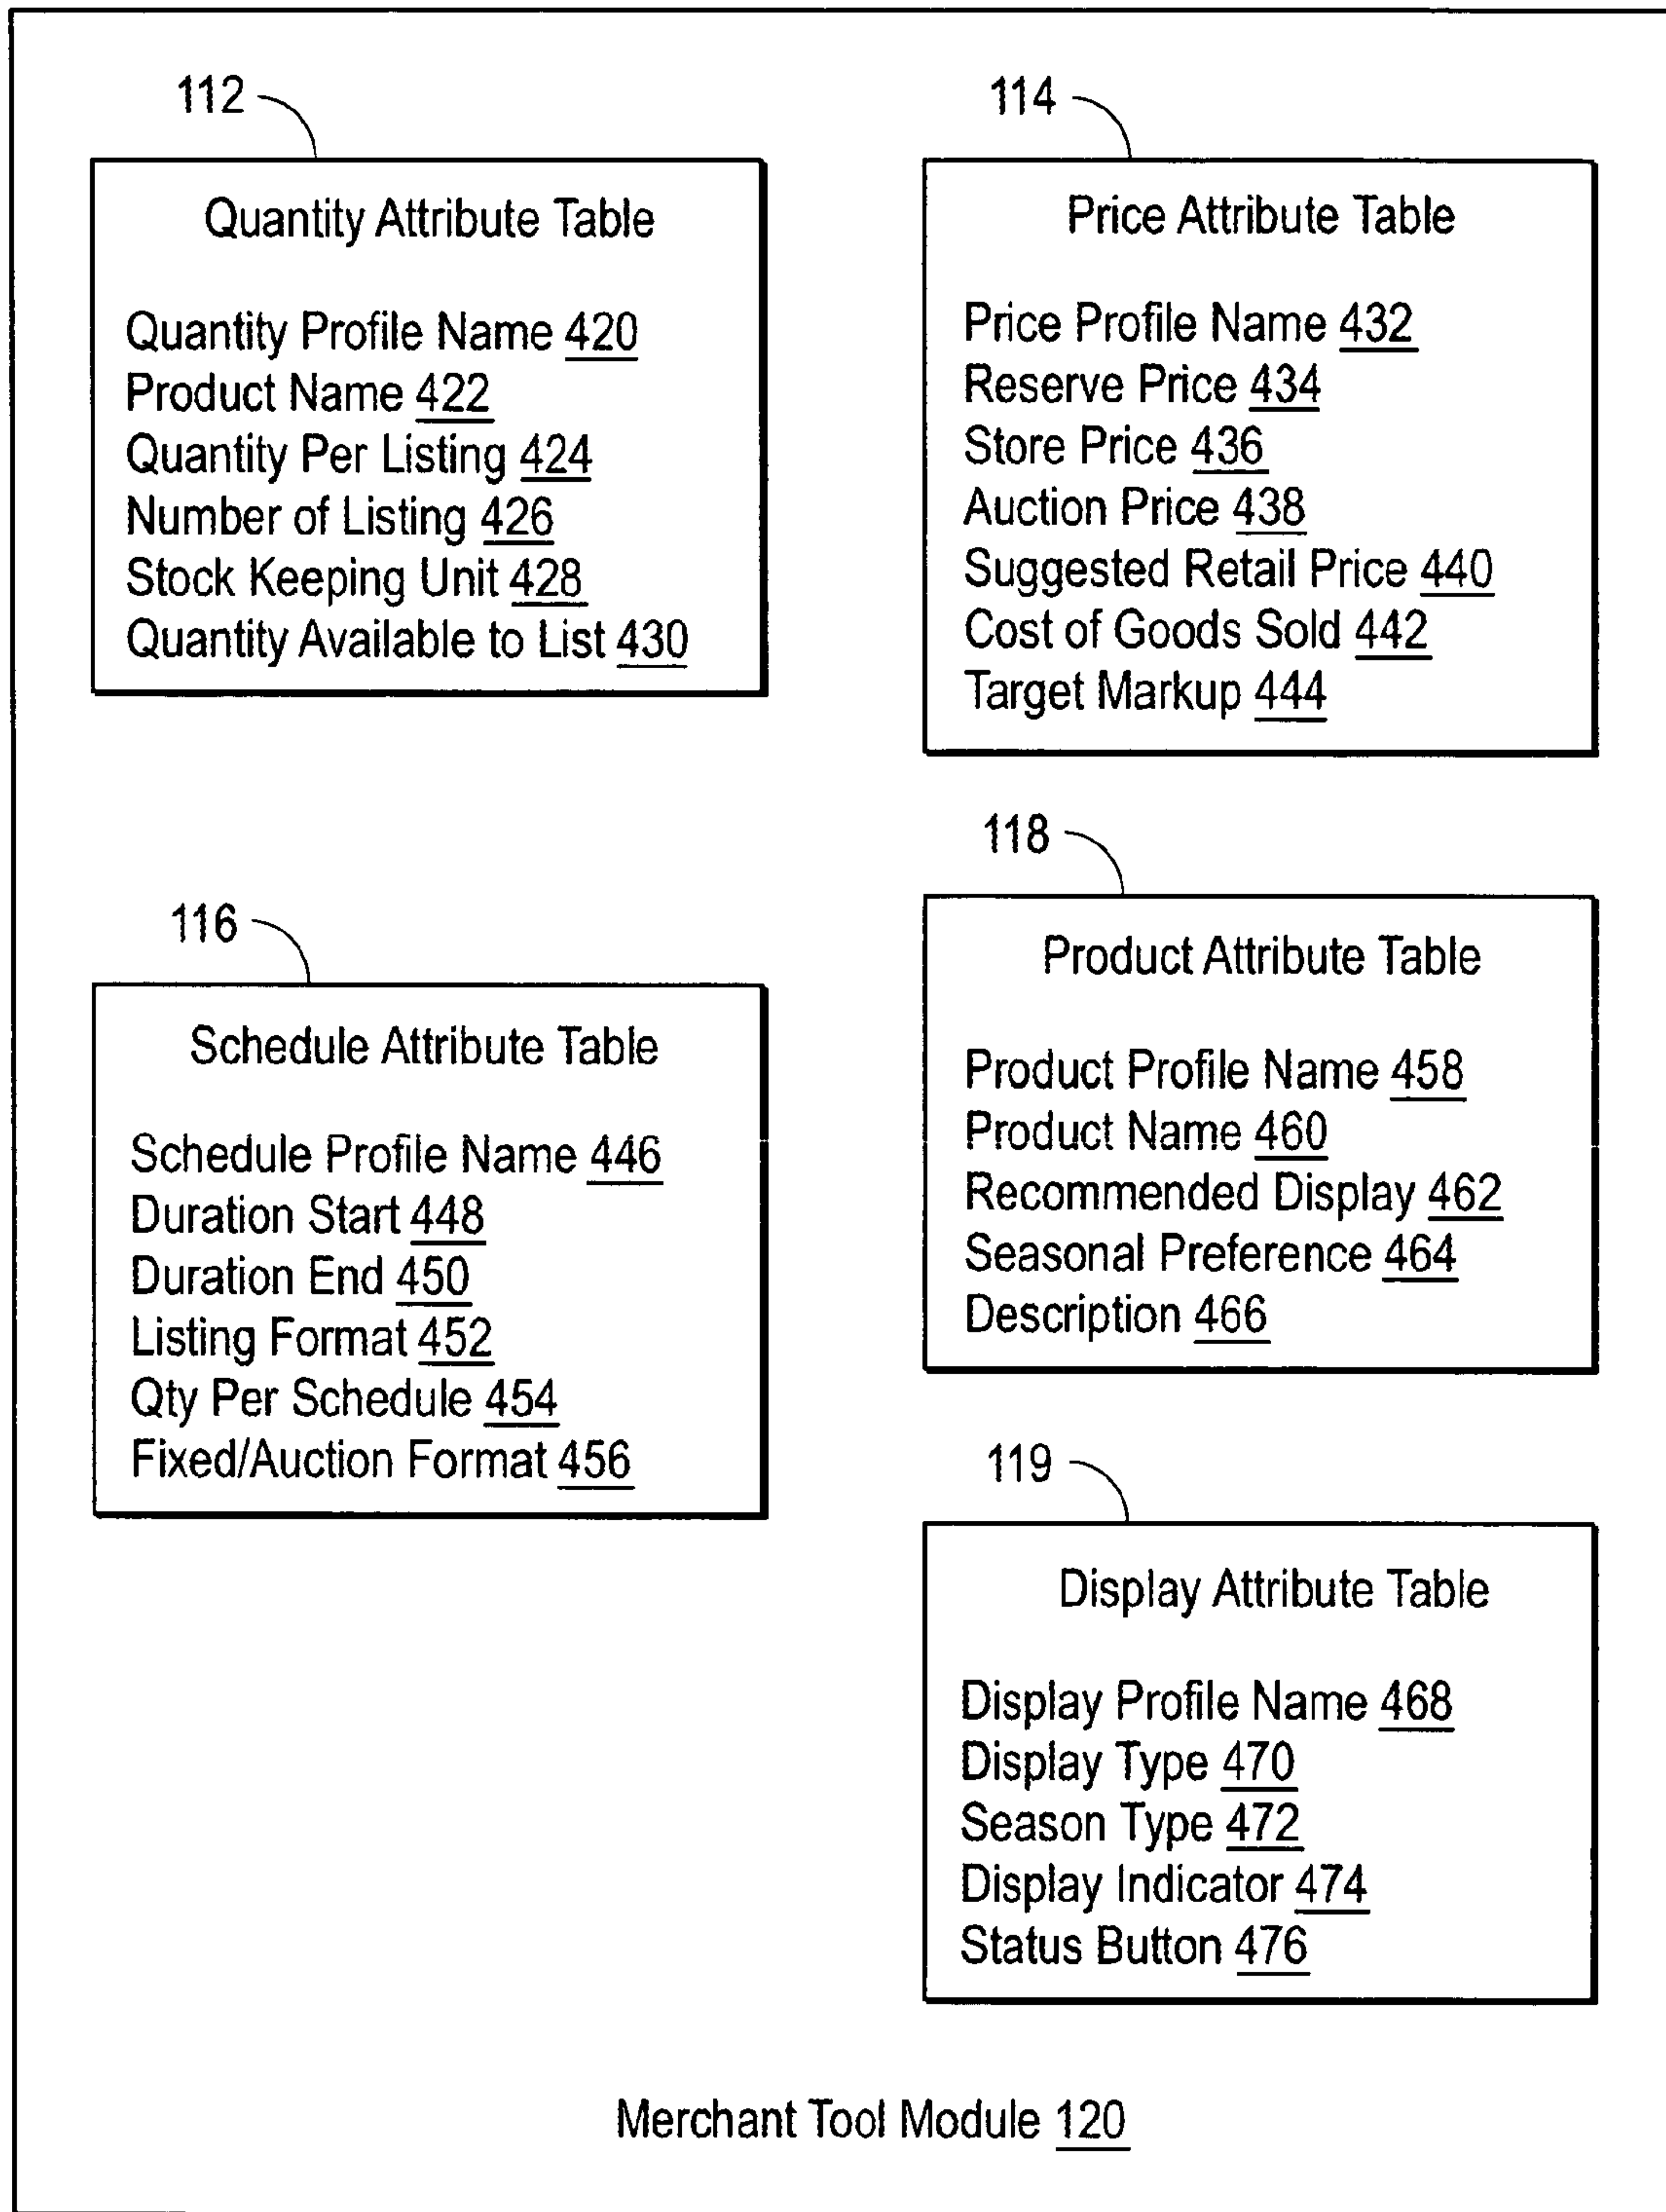 112
Quantity Attribute Table
Quantity Profile Name 420
Product Name 422
Quantity Per Listing 424
Number of Listing 426
Stock Keeping Unit 428
Quantity Available to List 430
114
Price Attribute Table
Price Profile Name 432
Reserve Price 434
Store Price 436
Auction Price 438
Suggested Retail Price 440
Cost of Goods Sold 442
Target Markup 444
116
Schedule Attribute Table
Schedule Profile Name 446
Duration Start 448
Duration End 450
Listing Format 452
Qty Per Schedule 454
Fixed/Auction Format 456
118
Product Attribute Table
Product Profile Name 458
Product Name 460
Recommended Display 462
Seasonal Preference 464
Description 466
119
Display Attribute Table
Display Profile Name 468
Display Type 470
Season Type 472
Display Indicator 474
Status Button 476
Merchant Tool Module 120